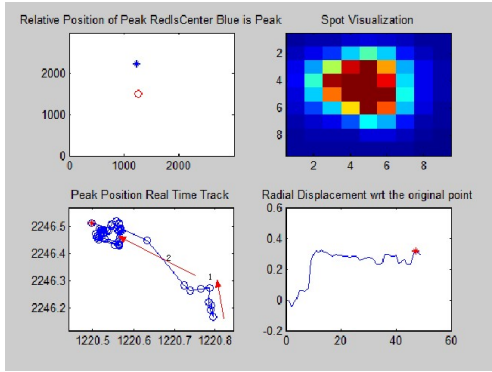 Relative Position of Peak RedIsCenter Blue is Peak
2000
1000
0
0 1000 2000
Spot Visualization
2
4
6
8
2 4 6 8
Peak Position Real Time Track
2246.5
2246.4
2246.3
2246.2
2
1
1220.5 1220.6 1220.7 1220.8
Radial Displacement wrt the original point
0.6
0.4
0.2
0
-0.2
0 20 40 60